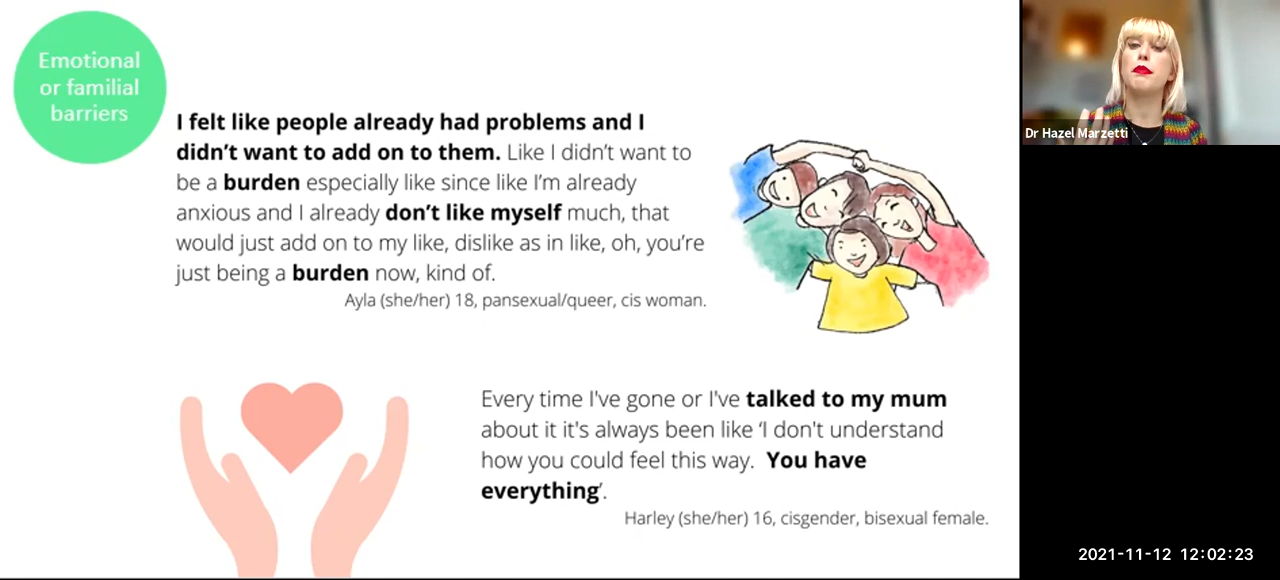 Emotional
or familial
barriers
I felt like people already had problems and I
didn’t want to add on to them. Like I didn’t want to
be a burden especially like since like I’m already
anxious and I already don’t like myself much, that
would just add on to my like, dislike as in like, oh, you’re
just being a burden now, kind of.
Ayla (she/her) 18, pansexual/queer, cis woman.
Every time I've gone or I've talked to my mum
about it it's always been like ‘I don't understand
how you could feel this way.  You have
everything’.
Harley (she/her) 16, cisgender, bisexual female.
Dr Hazel Marzetti
2021-11-12 12:02:23